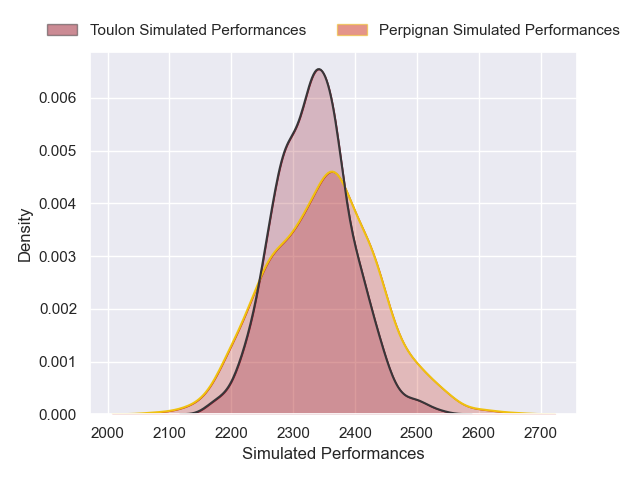 Toulon Simulated Performances
Perpignan Simulated Performances
0.006
0.005
0.004
0.003
0.002
0.001
0.000
Density
2000 2100 2200 2300 2400 2500 2600 2700
Simulated Performances